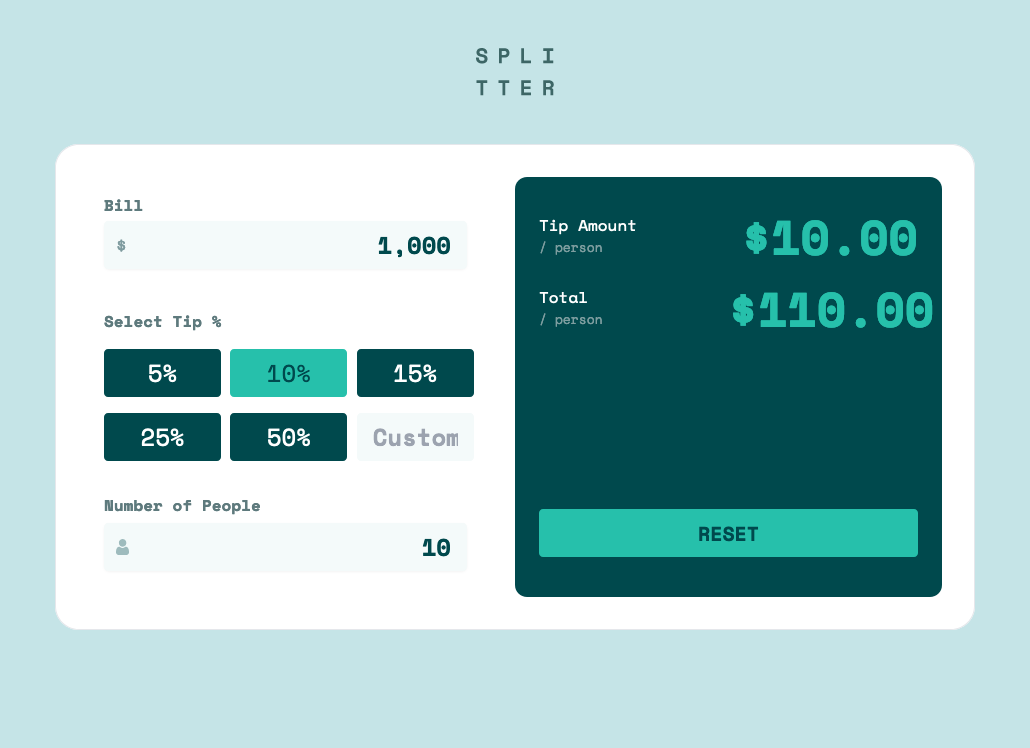 SPLI
TTER
Bill
$ 1,000
Select Tip %
5% 10% 15%
25% 50% Custom
Number of People
10
Tip Amount
/ person
$10.00
Total
/ person
$110.00
RESET